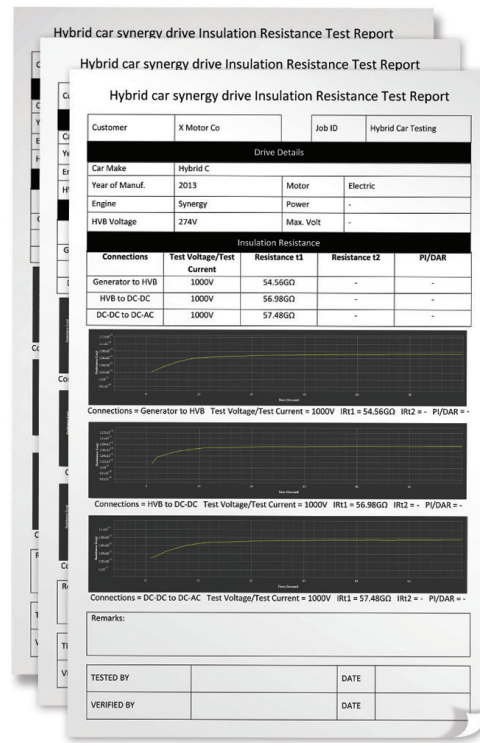 Hybrid car synergy drive Insulation Resistance Test Report
Hybrid car synergy drive Insulation Resistance Test Report
Hybrid car synergy drive Insulation Resistance Test Report
Customer X Motor Co Job ID Hybrid Car Testing
Drive Details
Car Make Hybrid C
Year of Manuf. 2013 Motor Electric
Engine Synergy Power -
HVB Voltage 274V Max. Volt -
Insulation Resistance
Connections Test Voltage/Test Current Resistance t1 Resistance t2 PI/DAR
Generator to HVB 1000V 54.56GΩ - -
HVB to DC-DC 1000V 56.98GΩ - -
DC-DC to DC-AC 1000V 57.48GΩ - -
Connections = Generator to HVB Test Voltage/Test Current = 1000V IRt1 = 54.56GΩ IRt2 = - PI/DAR = -
Connections = HVB to DC-DC Test Voltage/Test Current = 1000V IRt1 = 56.98GΩ IRt2 = - PI/DAR = -
Connections = DC-DC to DC-AC Test Voltage/Test Current = 1000V IRt1 = 57.48GΩ IRt2 = - PI/DAR = -
Remarks:
TESTED BY DATE
VERIFIED BY DATE